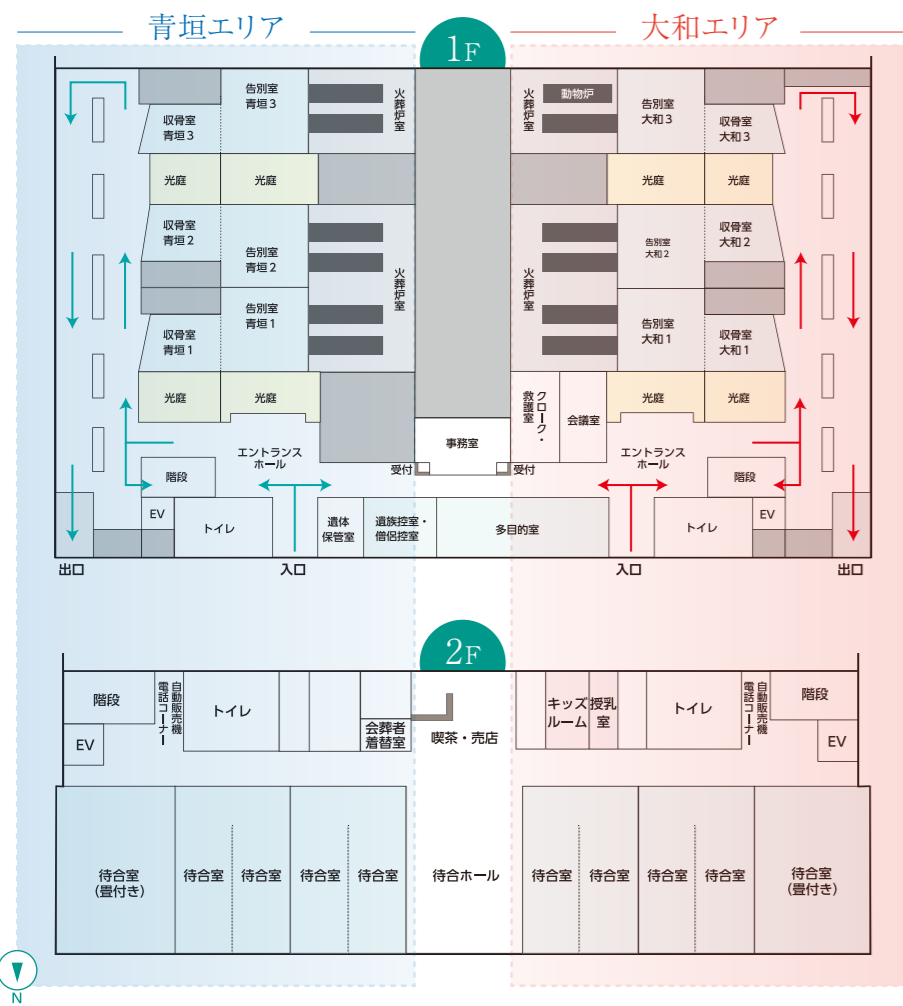 青垣エリア
大和エリア
1F
告別室
青垣3
火葬炉室
火葬炉室
動物炉
告別室
大和3
収骨室
青垣3
収骨室
大和3
光庭
光庭
光庭
光庭
収骨室
青垣2
告別室
青垣2
火葬炉室
火葬炉室
告別室
大和2
収骨室
大和2
告別室
青垣1
収骨室
青垣1
告別室
大和1
収骨室
大和1
光庭
光庭
クローク・
救護室
会議室
光庭
光庭
エントランス
ホール
事務室
受付
受付
エントランス
ホール
階段
階段
EV
トイレ
遺体
保管室
遺族控室・
僧侶控室
多目的室
トイレ
EV
出口
入口
入口
出口
2F
階段
自動販売機
電話コーナー
トイレ
会葬者
着替室
喫茶・売店
キッズ
ルーム
授乳
室
トイレ
自動販売機
電話コーナー
階段
EV
EV
待合室
(畳付き)
待合室
待合室
待合室
待合室
待合ホール
待合室
待合室
待合室
待合室
待合室
(畳付き)
N